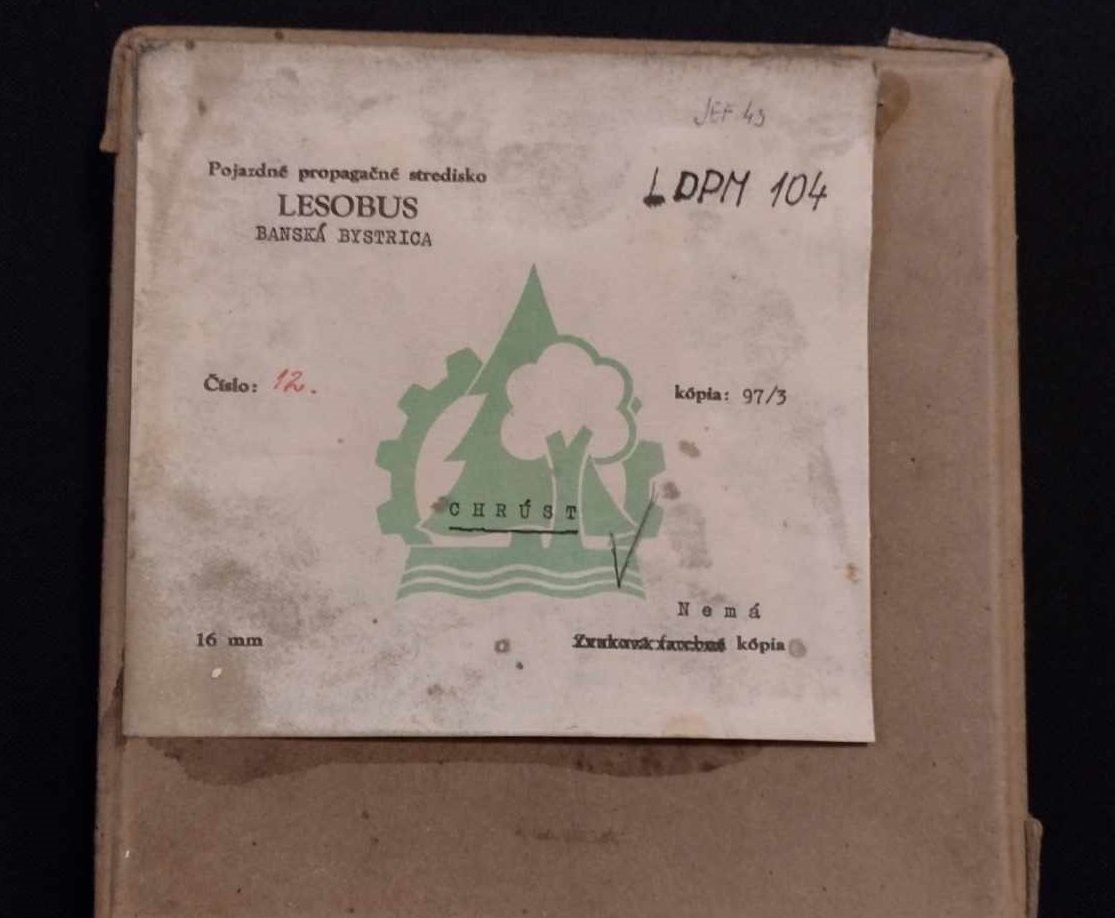 JEF 49
Pojazdné propagačné stredisko
LDPM 104
LESOBUS
BANSKÁ BYSTRICA
Číslo: 12.
kópia: 97/3
CHRÚST
Nemá
16 mm
Zvuková farebná kópia